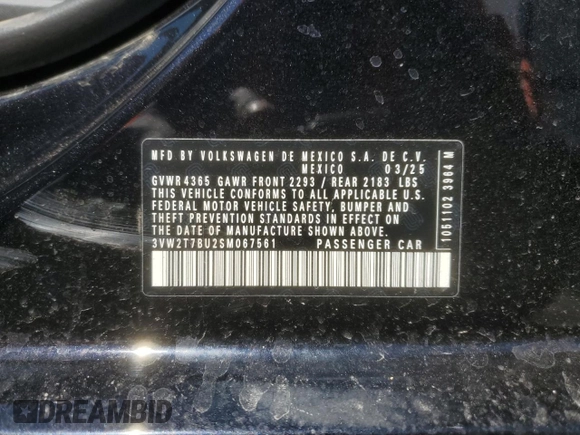 MFD BY VOLKSWAGEN DE MEXICO S.A. DE C.V.
MEXICO 03/25
GVWR 4365 GAWR FRONT 2293 / REAR 2183 LBS
THIS VEHICLE CONFORMS TO ALL APPLICABLE U.S.
FEDERAL MOTOR VEHICLE SAFETY, BUMPER AND
THEFT PREVENTION STANDARDS IN EFFECT ON THE
DATE OF MANUFACTURE SHOWN ABOVE.
3VW2T7BU2SM067561 PASSENGER CAR
1051102 3964 M
DREAMBID